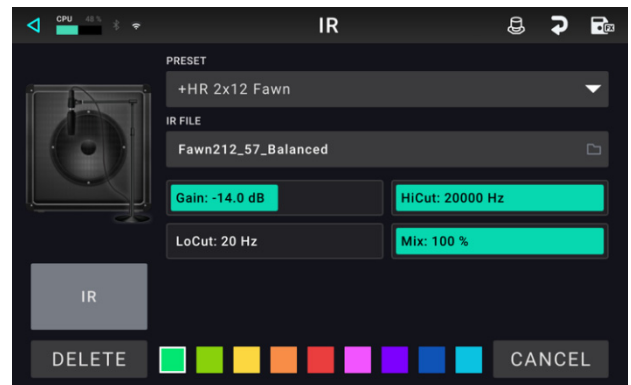 CPU 48 % IR
PRESET
+HR 2x12 Fawn
IR FILE
Fawn212_57_Balanced
Gain: -14.0 dB HiCut: 20000 Hz
LoCut: 20 Hz Mix: 100 %
IR
DELETE CANCEL